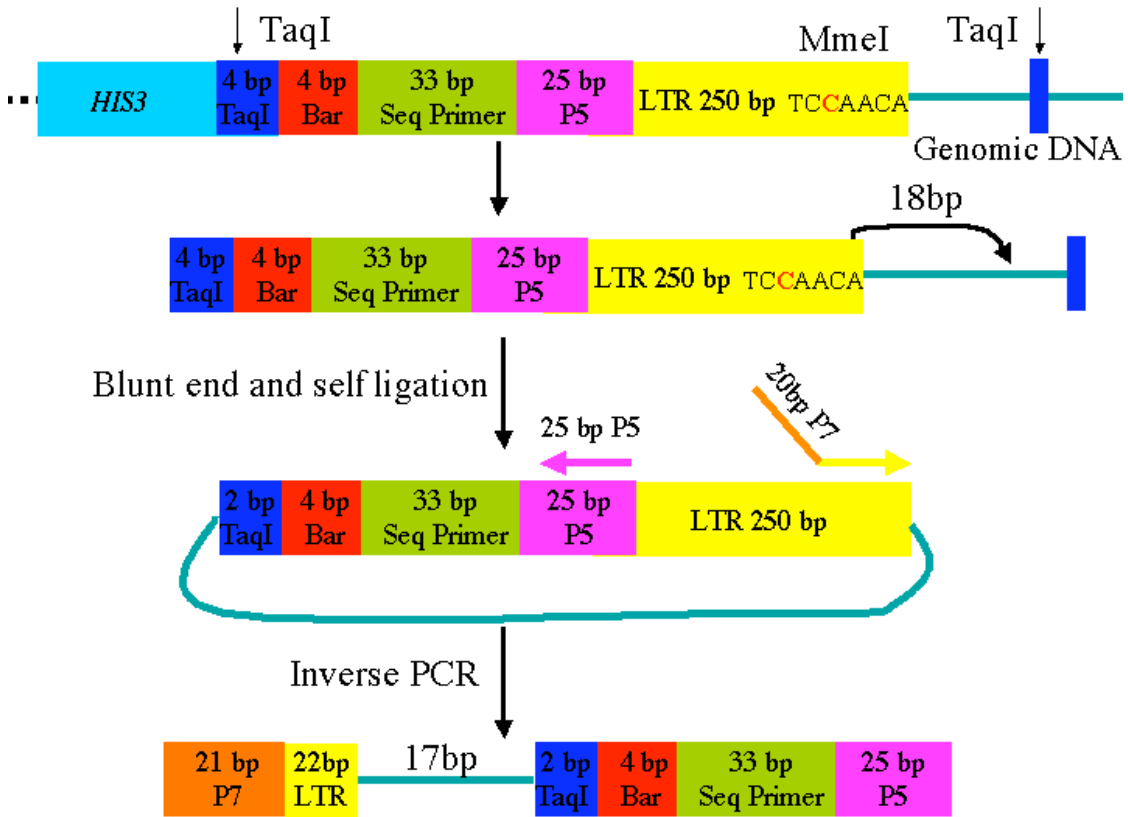 TaqI
MmeI
TaqI
HIS3
4 bp
TaqI
4 bp
Bar
33 bp
Seq Primer
25 bp
P5
LTR 250 bp
TCCAACA
Genomic DNA
18bp
4 bp
TaqI
4 bp
Bar
33 bp
Seq Primer
25 bp
P5
LTR 250 bp
TCCAACA
Blunt end and self ligation
25 bp P5
20bp P7
2 bp
TaqI
4 bp
Bar
33 bp
Seq Primer
25 bp
P5
LTR 250 bp
Inverse PCR
21 bp
P7
22bp
LTR
17bp
2 bp
TaqI
4 bp
Bar
33 bp
Seq Primer
25 bp
P5